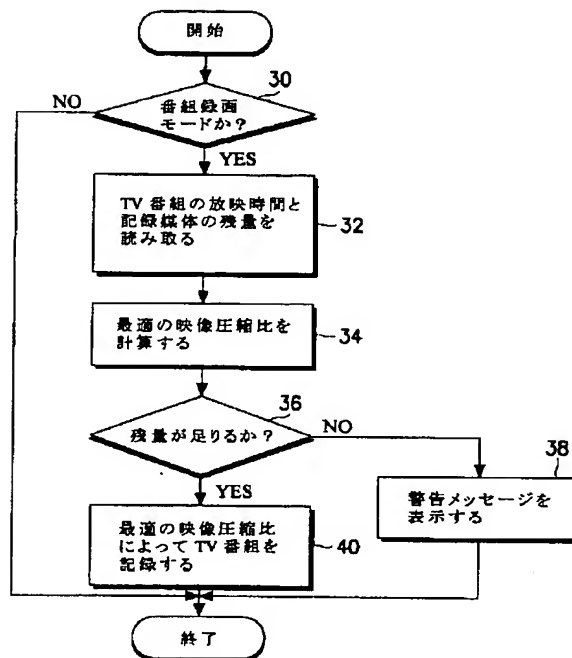 開始
30
番組録画
モードか?
NO
YES
TV 番組の放映時間と
記録媒体の残量を
読み取る
32
最適の映像圧縮比を
計算する
34
36
残量が足りるか?
NO
YES
38
警告メッセージを
表示する
最適の映像圧縮比
によって TV 番組を
記録する
40
終了